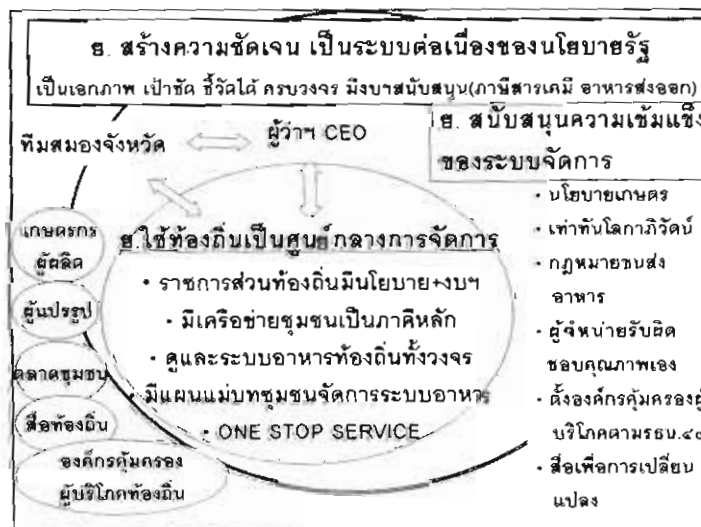 ย. สร้างความชัดเจน เป็นระบบต่อเนื่องของนโยบายรัฐ
เป็นเอกภาพ เป้าชัด ชี้วัดได้ ครบวงจร มีงบฯสนับสนุน(ภาษีสารเคมี อาหารส่งออก)
ทีมสมองจังหวัด
ผู้ว่าฯ CEO
ย. สนับสนุนความเข้มแข็ง
ของระบบจัดการ
• นโยบายเกษตร
• เท่าทันโลกาภิวัตน์
• กฎหมายขนส่ง
อาหาร
• ผู้จำหน่ายรับผิด
ชอบคุณภาพเอง
• ตั้งองค์กรคุ้มครองผู้
บริโภคตามรธน.๔๐
• สื่อเพื่อการเปลี่ยน
แปลง
ย.ใช้ท้องถิ่นเป็นศูนย์กลางการจัดการ
• ราชการส่วนท้องถิ่นมีนโยบาย+งบฯ
• มีเครือข่ายชุมชนเป็นภาคีหลัก
• ดูแลระบบอาหารท้องถิ่นทั้งวงจร
• มีแผนแม่บทชุมชนจัดการระบบอาหาร
• ONE STOP SERVICE
เกษตรกร
ผู้ผลิต
ผู้แปรรูป
ตลาดชุมชน
สื่อท้องถิ่น
องค์กรคุ้มครอง
ผู้บริโภคท้องถิ่น